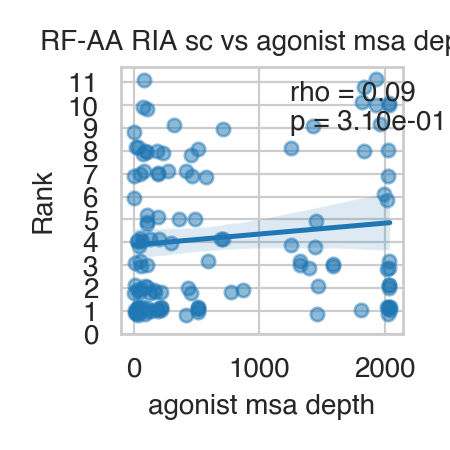 RF-AA RIA sc vs agonist msa dep
11
10
9
8
7
6
5
4
3
2
1
0
Rank
rho = 0.09
p = 3.10e-01
0 1000 2000
agonist msa depth